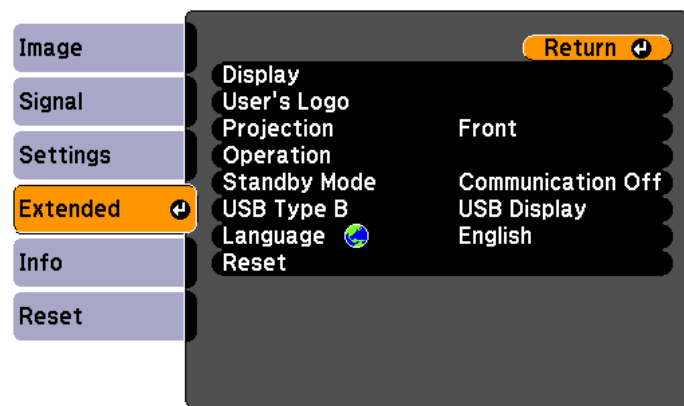 Image
Signal
Settings
Extended
Info
Reset
Return
Display
User's Logo
Projection Front
Operation
Standby Mode Communication Off
USB Type B USB Display
Language English
Reset